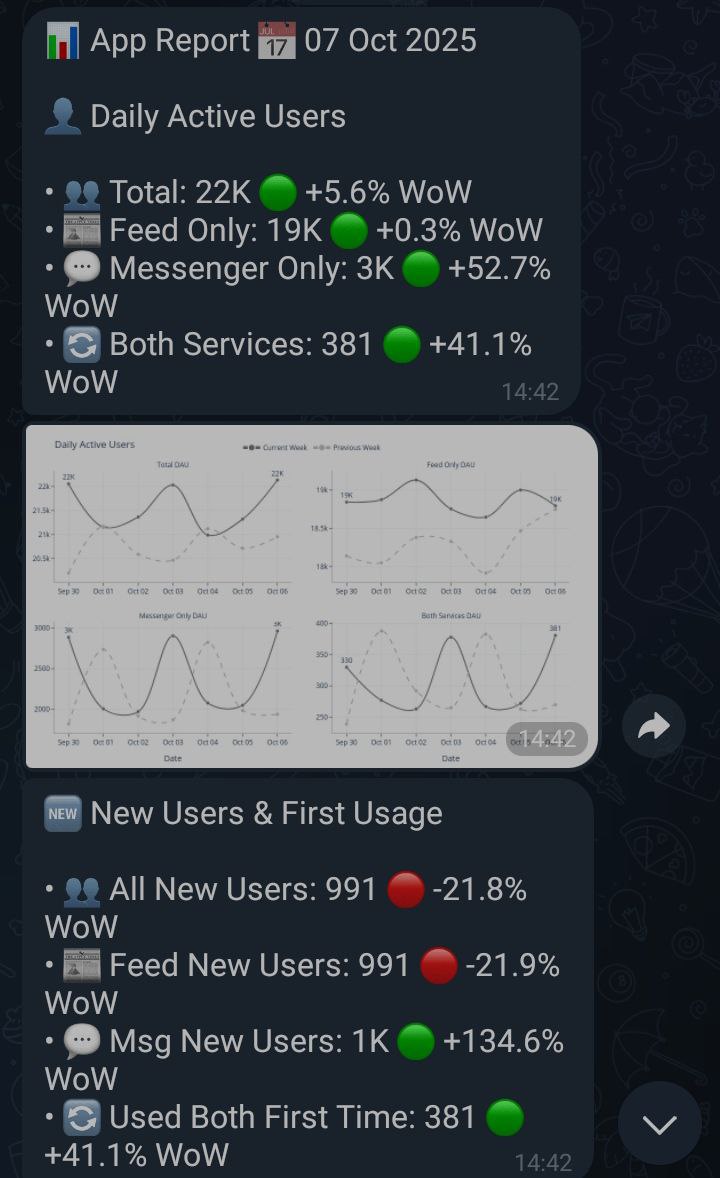 📊 App Report 📅 07 Oct 2025
👤 Daily Active Users
• 👥 Total: 22K 🟢 +5.6% WoW
• 📰 Feed Only: 19K 🟢 +0.3% WoW
• 💬 Messenger Only: 3K 🟢 +52.7%
WoW
• 🔄 Both Services: 381 🟢 +41.1%
WoW
14:42
Daily Active Users
Current Week Previous Week
Total DAU
22K 22K
22k
21.5k
21k
20.5k
Sep 30 Oct 01 Oct 02 Oct 03 Oct 04 Oct 05 Oct 06
Feed Only DAU
19K 19K
19k
18.5k
18k
Sep 30 Oct 01 Oct 02 Oct 03 Oct 04 Oct 05 Oct 06
Messenger Only DAU
3K 3K
3000
2500
2000
Sep 30 Oct 01 Oct 02 Oct 03 Oct 04 Oct 05 Oct 06
Date
Both Services DAU
330 381
400
350
300
250
Sep 30 Oct 01 Oct 02 Oct 03 Oct 04
Date
14:42
🆕 New Users & First Usage
• 👥 All New Users: 991 🔴 -21.8%
WoW
• 📰 Feed New Users: 991 🔴 -21.9%
WoW
• 💬 Msg New Users: 1K 🟢 +134.6%
WoW
• 🔄 Used Both First Time: 381 🟢
+41.1% WoW
14:42